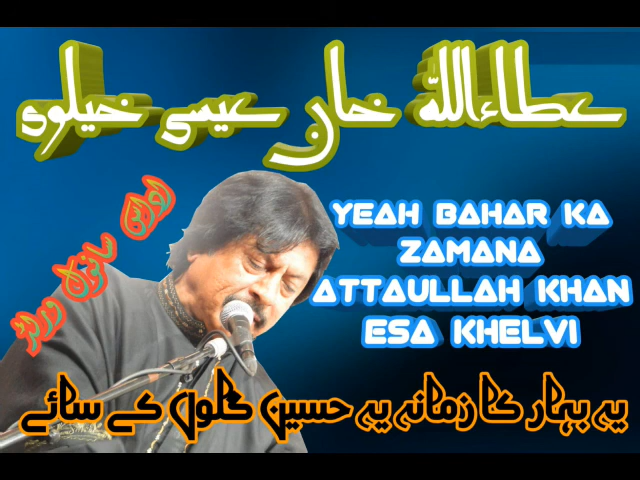 عطاءاللہ خان عیسی خیلوی
YEAH BAHAR KA
ZAMANA
ATTAULLAH KHAN
ESA KHELVI
یہ بہار کا زمانہ یہ حسین گلوں کے سائے